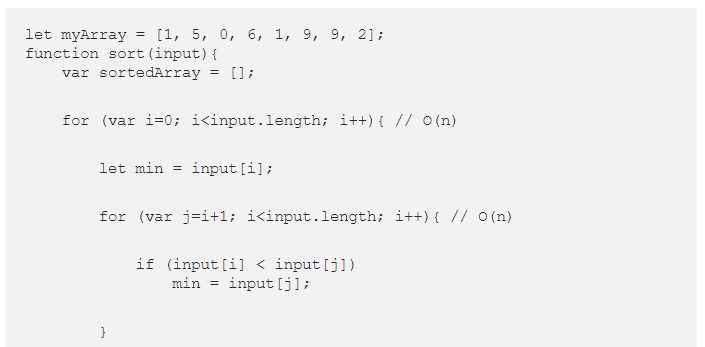 let myArray = [1, 5, 0, 6, 1, 9, 9, 2];
function sort(input){
    var sortedArray = [];
    for (var i=0; i<input.length; i++){ // O(n)
        let min = input[i];
        for (var j=i+1; i<input.length; i++){ // O(n)
            if (input[i] < input[j])
                min = input[j];
        }